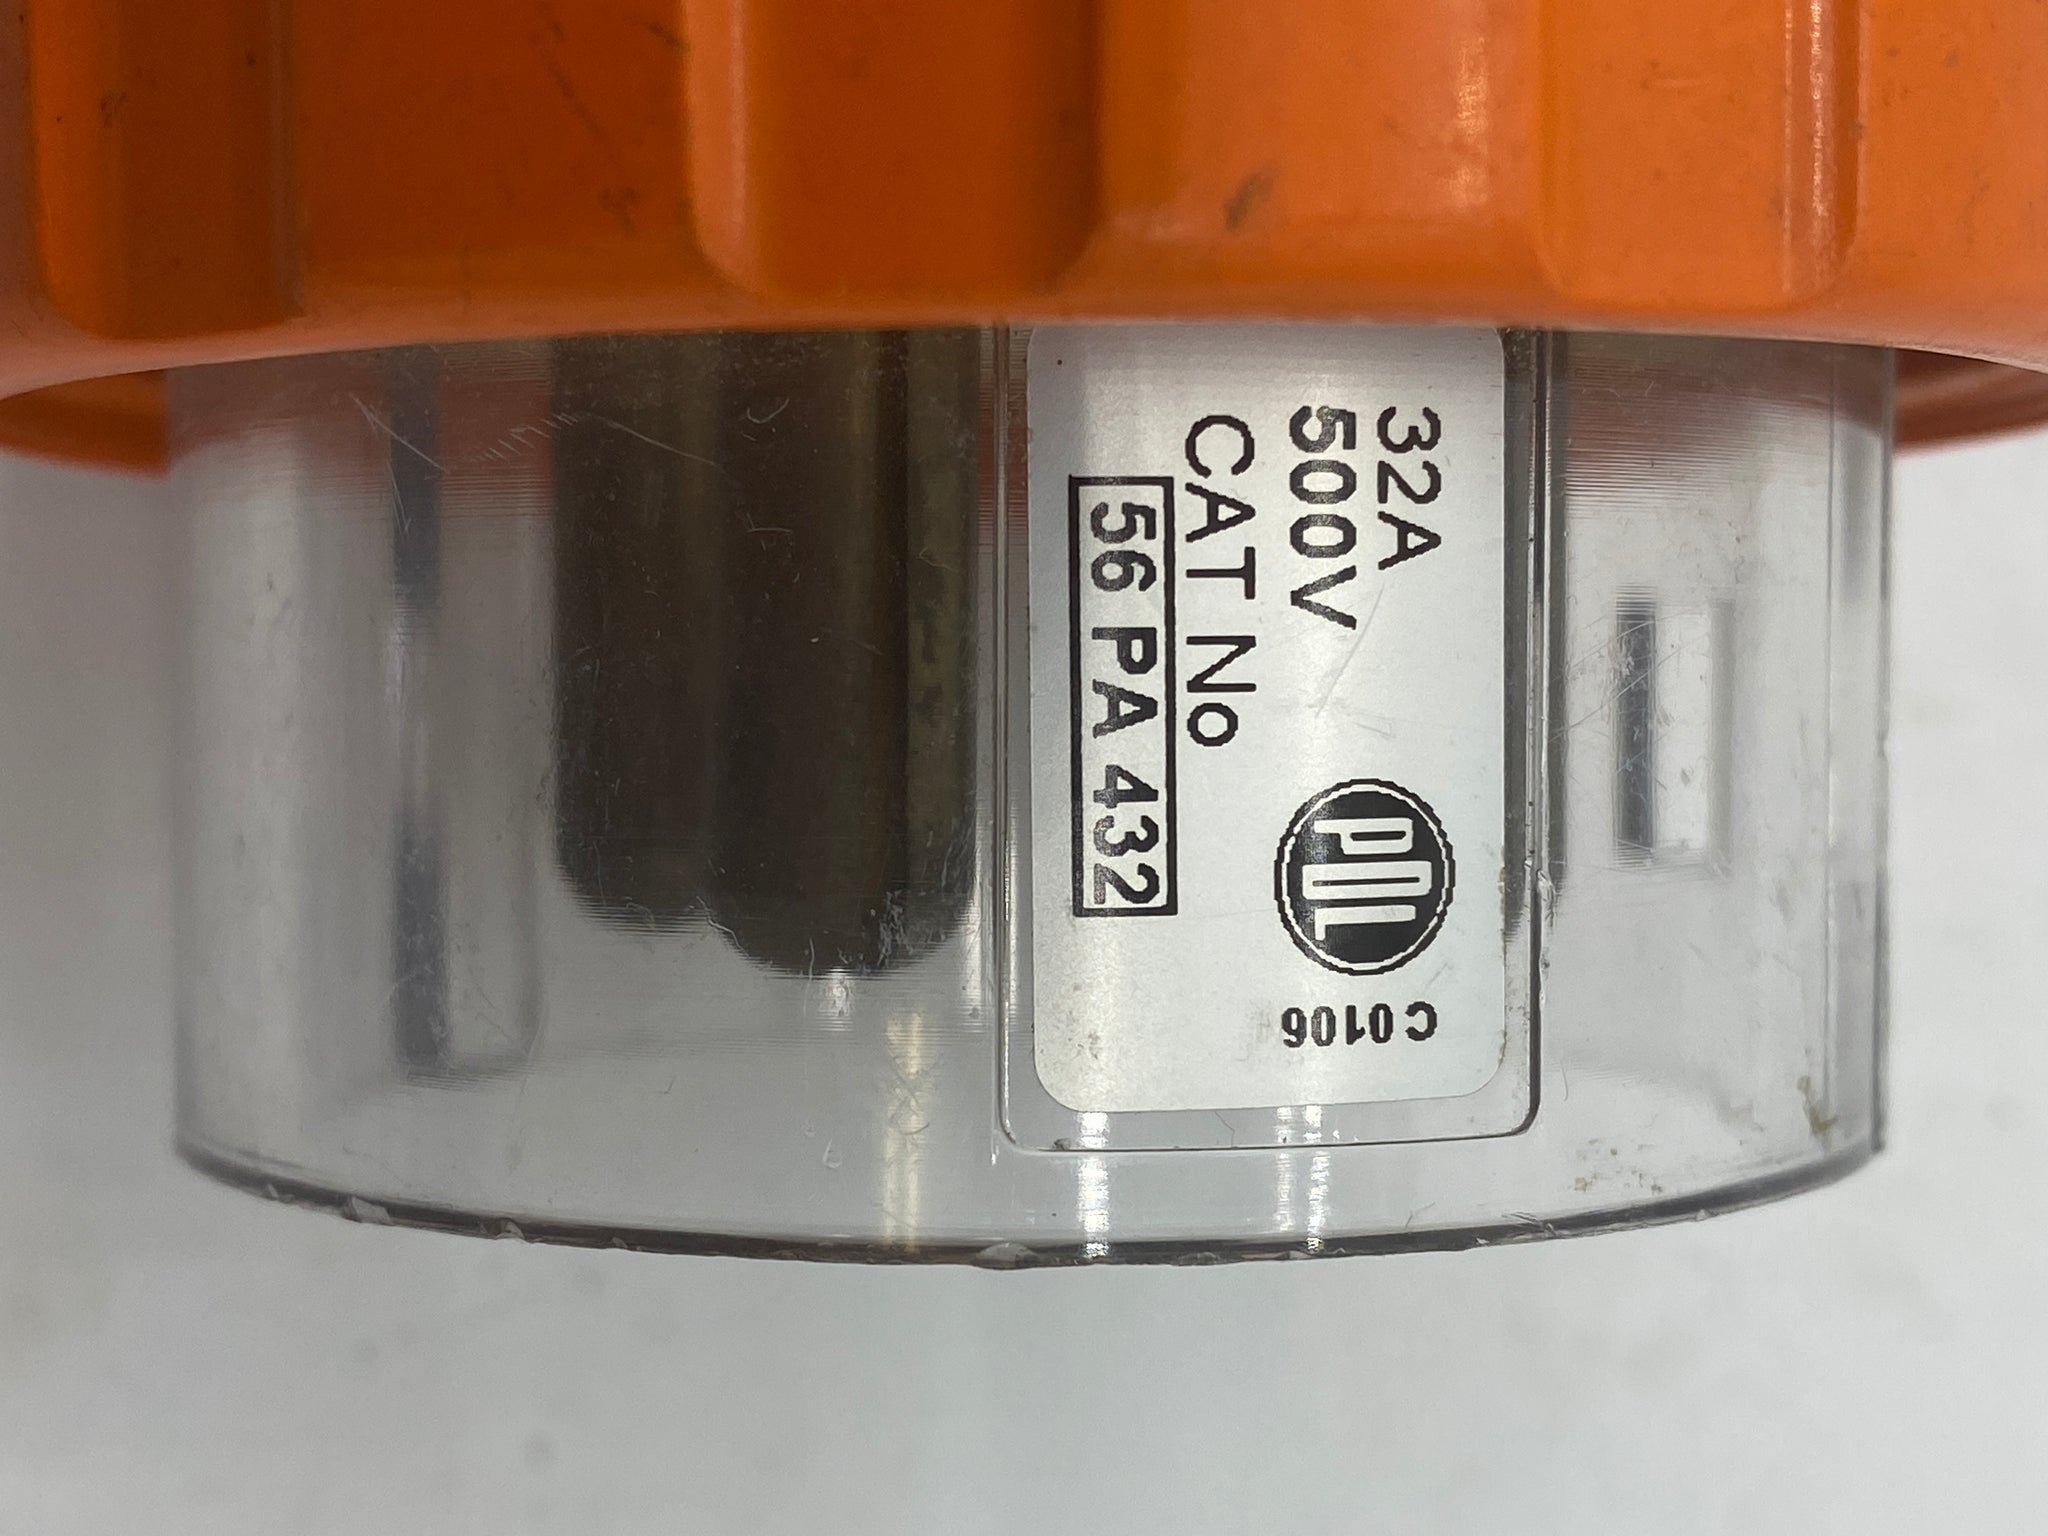 32A
500V
CAT No
56 PA 432
PDL
C0106